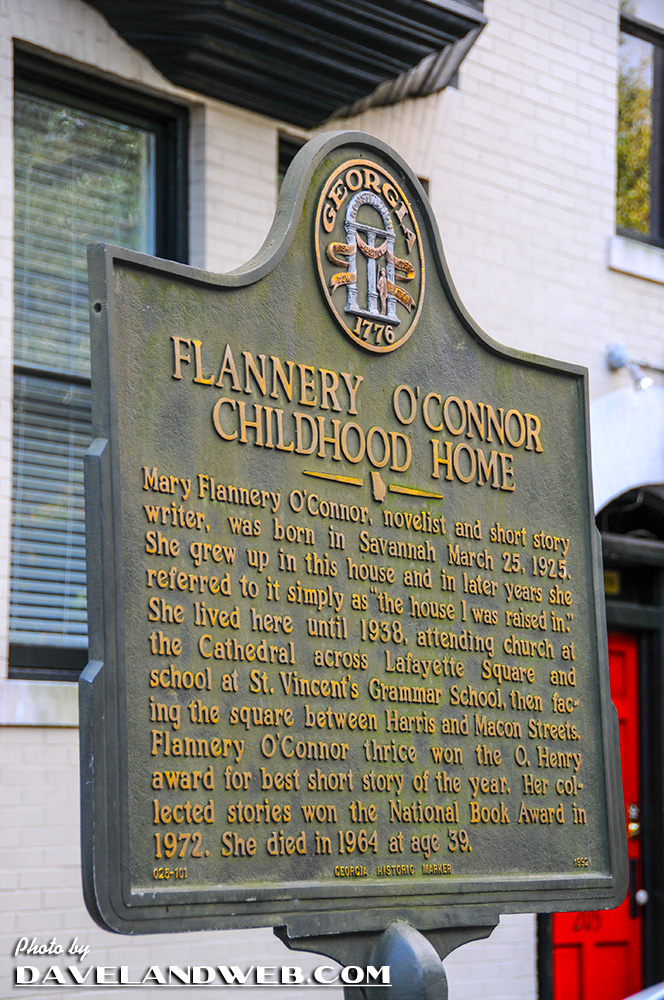 GEORGIA
1776
FLANNERY O'CONNOR
CHILDHOOD HOME
Mary Flannery O'Connor, novelist and short story
writer, was born in Savannah March 25, 1925.
She grew up in this house and in later years she
referred to it simply as "the house I was raised in."
She lived here until 1938, attending church at
the Cathedral across Lafayette Square and
school at St. Vincent's Grammar School, then fac-
ing the square between Harris and Macon Streets.
Flannery O'Connor thrice won the O. Henry
award for best short story of the year. Her col-
lected stories won the National Book Award in
1972. She died in 1964 at age 39.
025-101 GEORGIA HISTORIC MARKER 1992
Photo by
DAVELANDWEB.COM